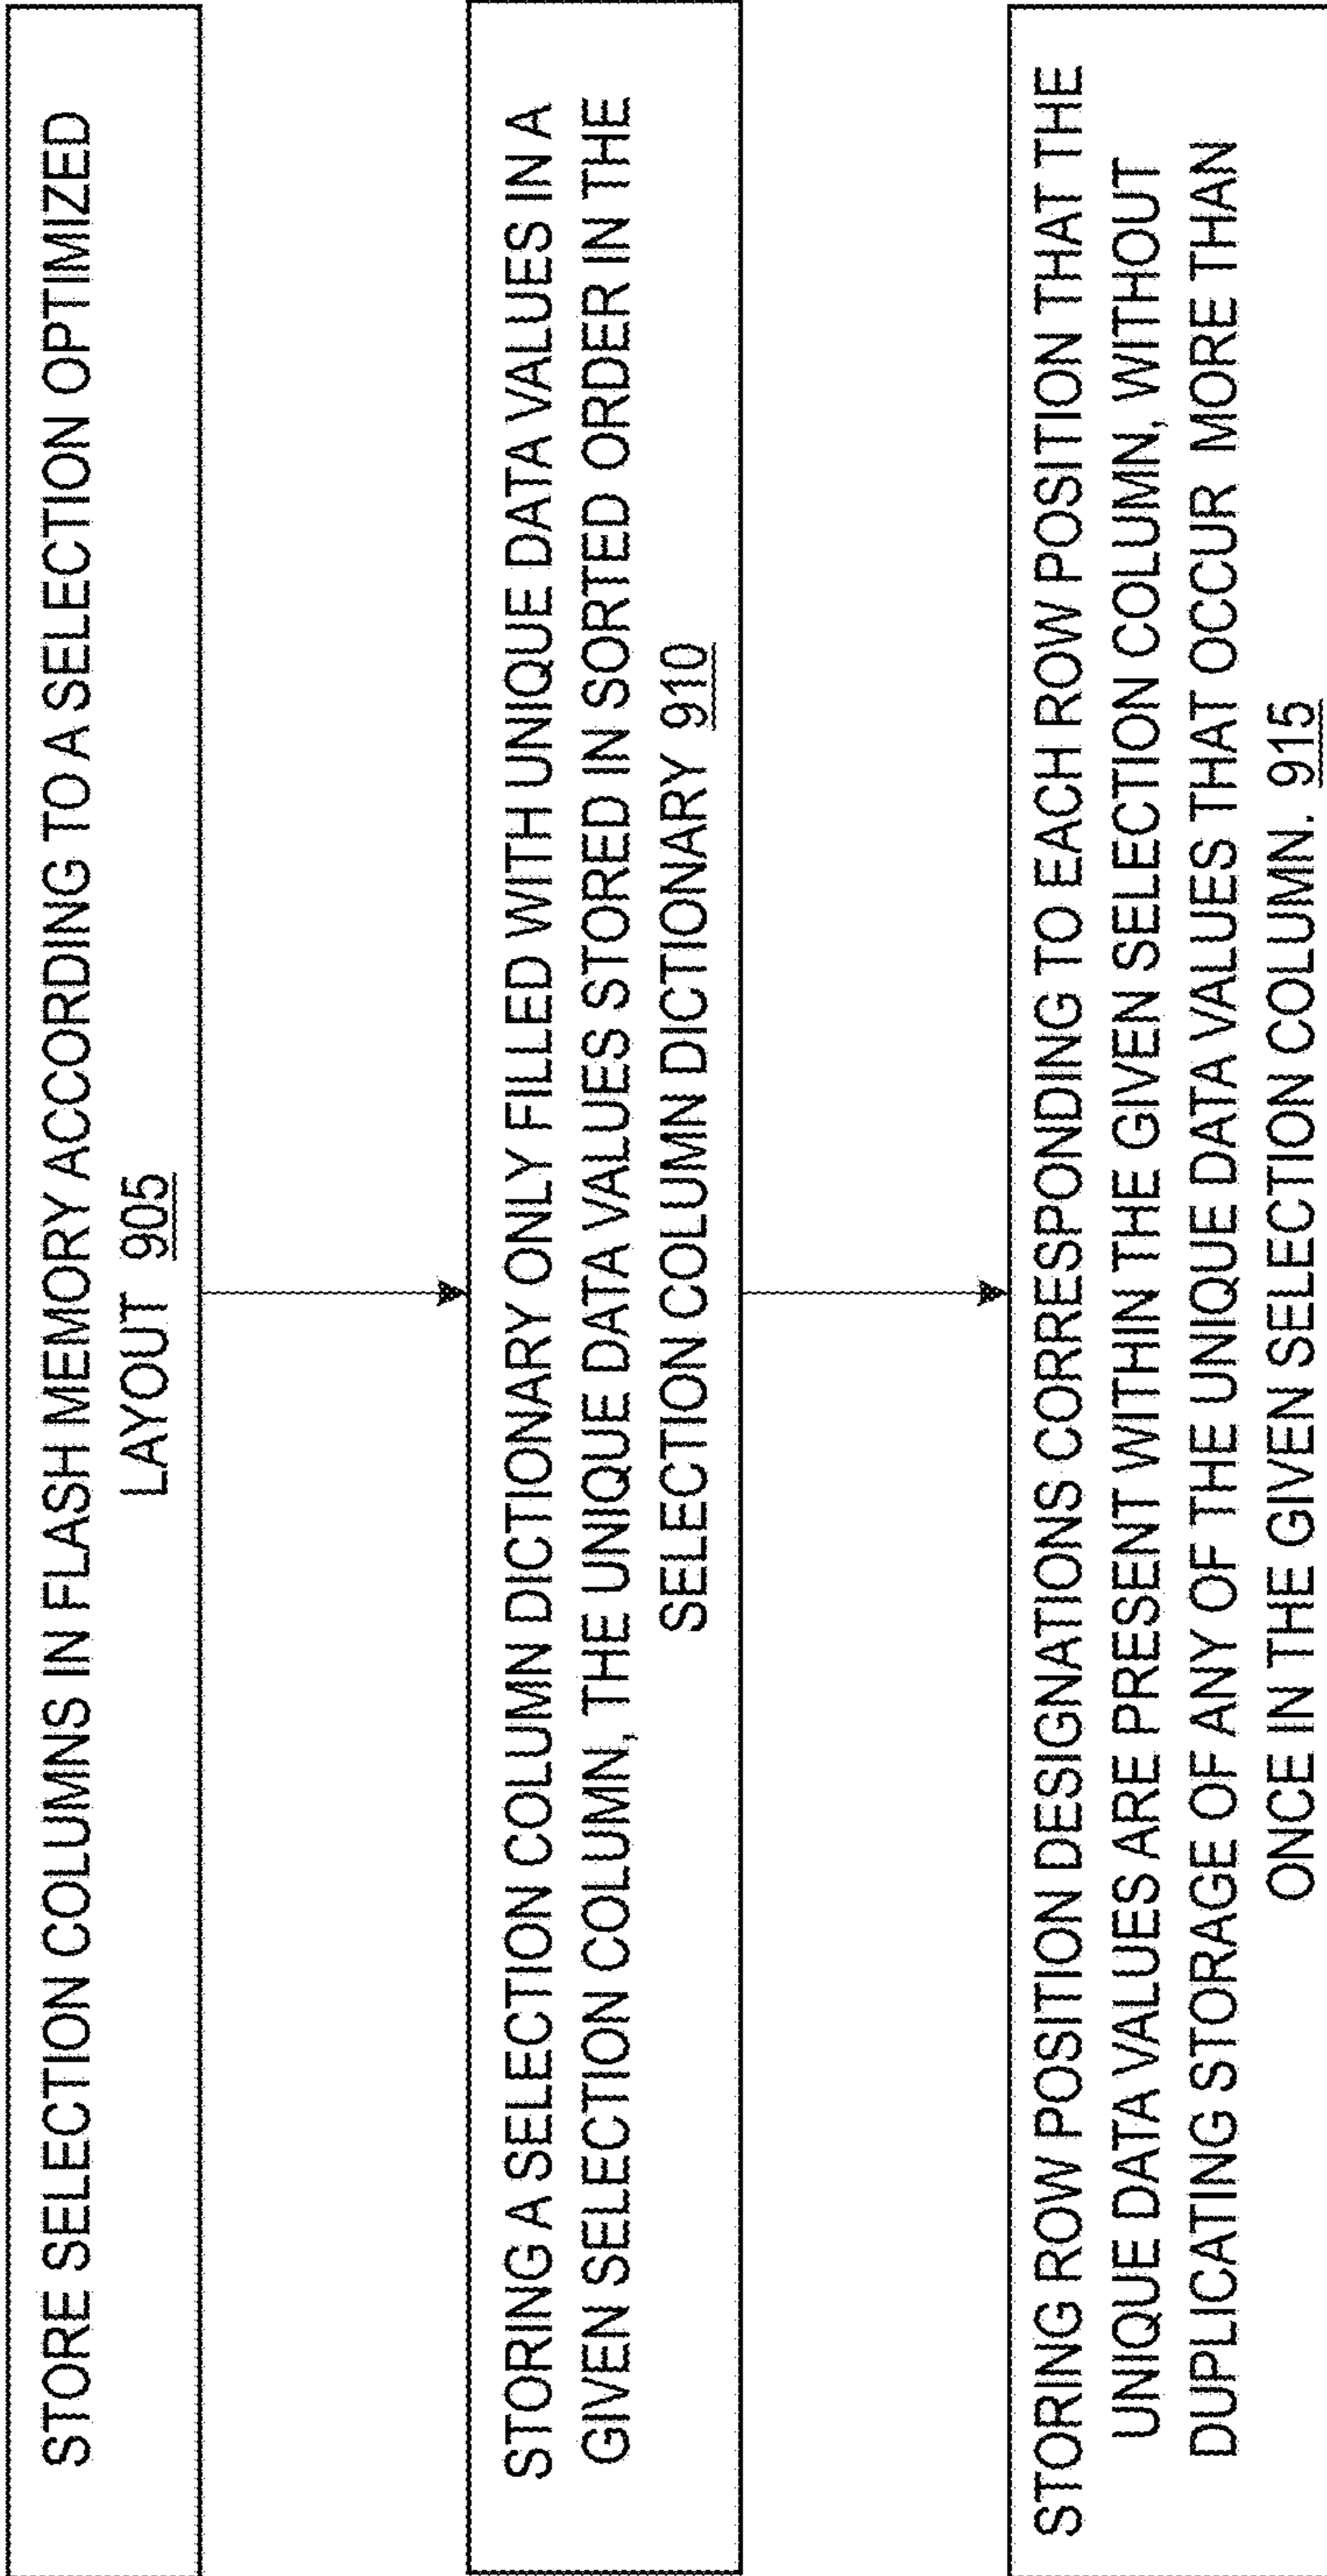 STORE SELECTION COLUMNS IN FLASH MEMORY ACCORDING TO A SELECTION OPTIMIZED
LAYOUT 905
STORING A SELECTION COLUMN DICTIONARY ONLY FILLED WITH UNIQUE DATA VALUES IN A
GIVEN SELECTION COLUMN, THE UNIQUE DATA VALUES STORED IN SORTED ORDER IN THE
SELECTION COLUMN DICTIONARY 910
STORING ROW POSITION DESIGNATIONS CORRESPONDING TO EACH ROW POSITION THAT THE
UNIQUE DATA VALUES ARE PRESENT WITHIN THE GIVEN SELECTION COLUMN, WITHOUT
DUPLICATING STORAGE OF ANY OF THE UNIQUE DATA VALUES THAT OCCUR MORE THAN
ONCE IN THE GIVEN SELECTION COLUMN. 915